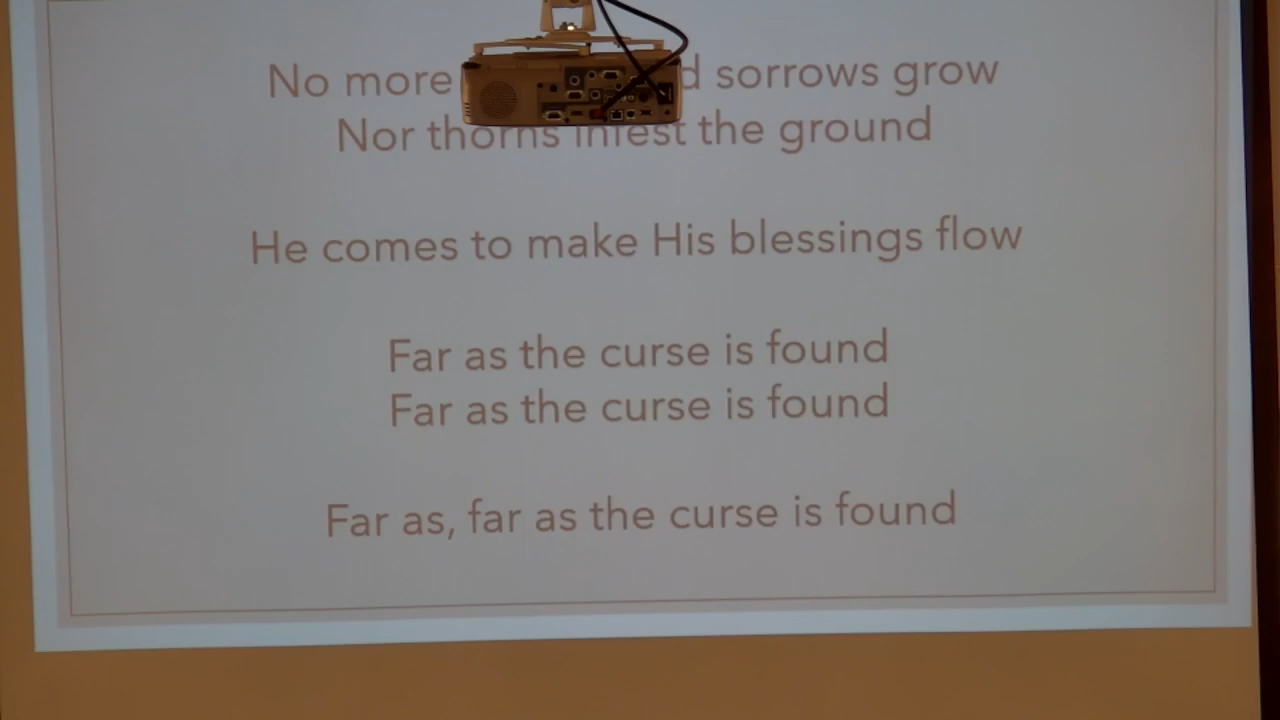 No more d sorrows grow
Nor thorns infest the ground
He comes to make His blessings flow
Far as the curse is found
Far as the curse is found
Far as, far as the curse is found